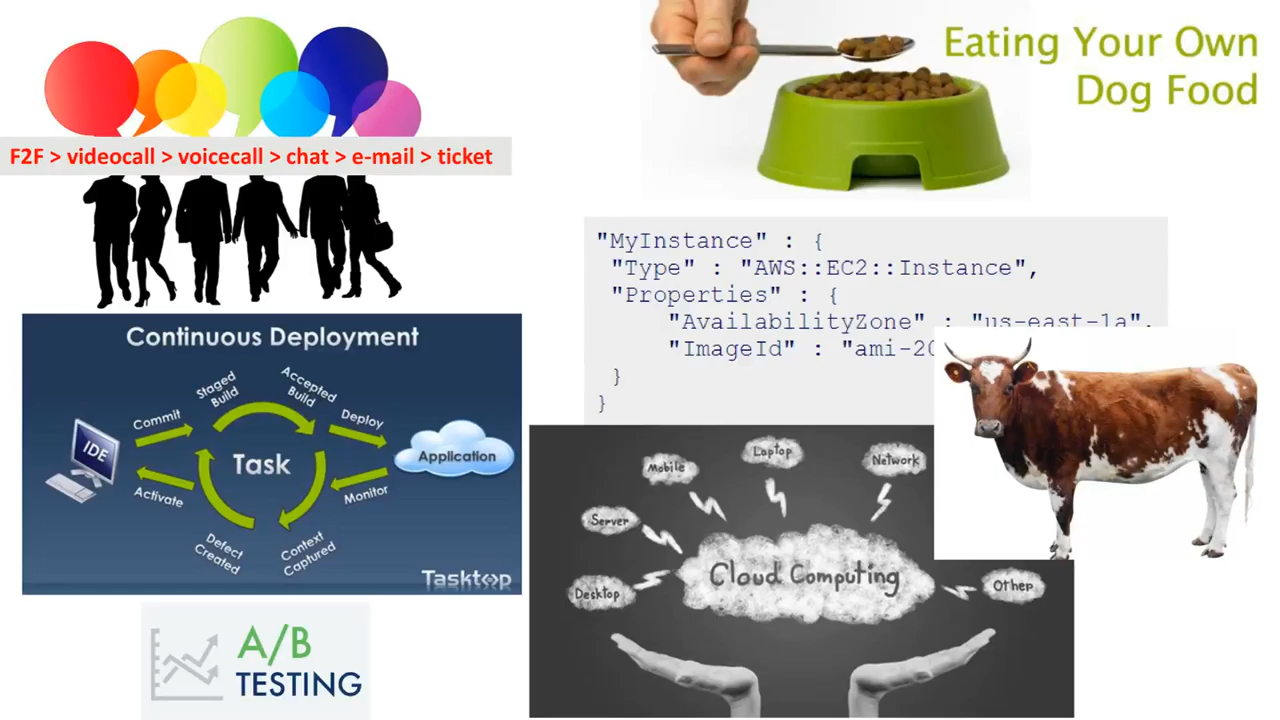 F2F > videocall > voicecall > chat > e-mail > ticket
Eating Your Own
Dog Food
"MyInstance" : {
"Type" : "AWS::EC2::Instance",
"Properties" : {
"AvailabilityZone" : "us-east-1a",
"ImageId" : "ami-20
}
}
Continuous Deployment
Commit
Staged
Build
Accepted
Build
Deploy
IDE
Task
Application
Activate
Monitor
Defect
Created
Context
Captured
Tasktop
Mobile
Laptop
Network
Server
Cloud Computing
Desktop
Other
A/B
TESTING